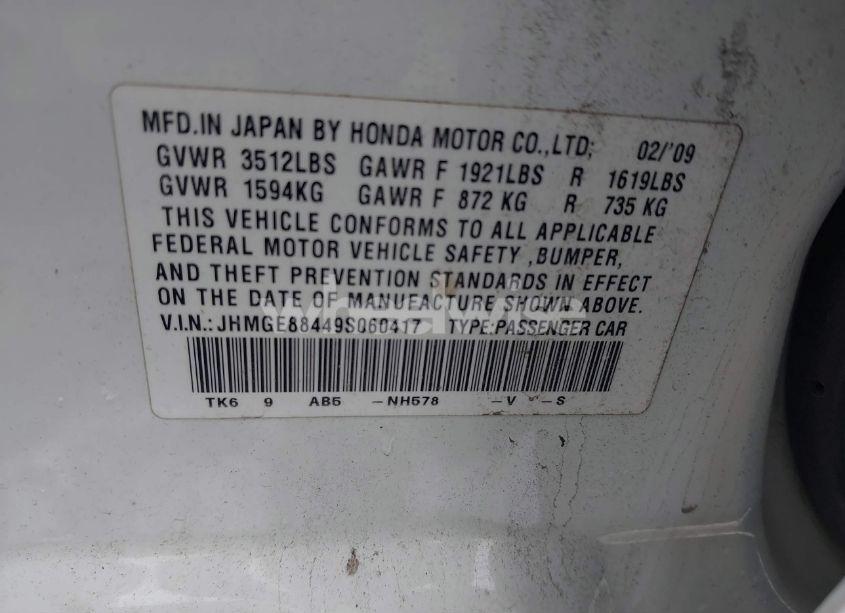 MFD.IN JAPAN BY HONDA MOTOR CO.,LTD; 02/'09
GVWR 3512LBS GAWR F 1921LBS R 1619LBS
GVWR 1594KG GAWR F 872 KG R 735 KG
THIS VEHICLE CONFORMS TO ALL APPLICABLE
FEDERAL MOTOR VEHICLE SAFETY ,BUMPER,
AND THEFT PREVENTION STANDARDS IN EFFECT
ON THE DATE OF MANUFACTURE SHOWN ABOVE.
V.I.N.: JHMGE88449S060417 TYPE:PASSENGER CAR
TK6 9 AB5 -NH578 -V -S